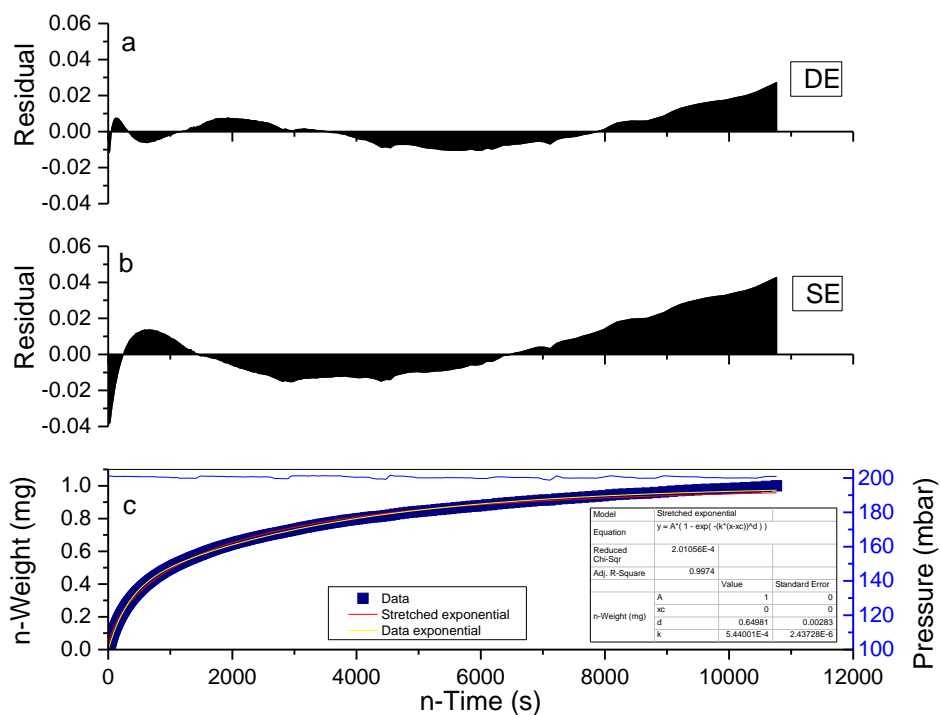 a
DE
Residual
0.06
0.04
0.02
0.00
-0.02
-0.04
b
SE
Residual
0.06
0.04
0.02
0.00
-0.02
-0.04
c
n-Weight (mg)
1.0
0.8
0.6
0.4
0.2
0.0
Data
Stretched exponential
Data exponential
Model Stretched exponential
Equation y = A*( 1 - exp( -(k*(x-xc))^d ) )
Reduced Chi-Sqr 2.01056E-4
Adj. R-Square 0.9974
Value Standard Error
n-Weight (mg) A 1 0
xc 0 0
d 0.64981 0.00283
k 5.44001E-4 2.43728E-6
200
180
160
140
120
100
Pressure (mbar)
0 2000 4000 6000 8000 10000 12000
n-Time (s)